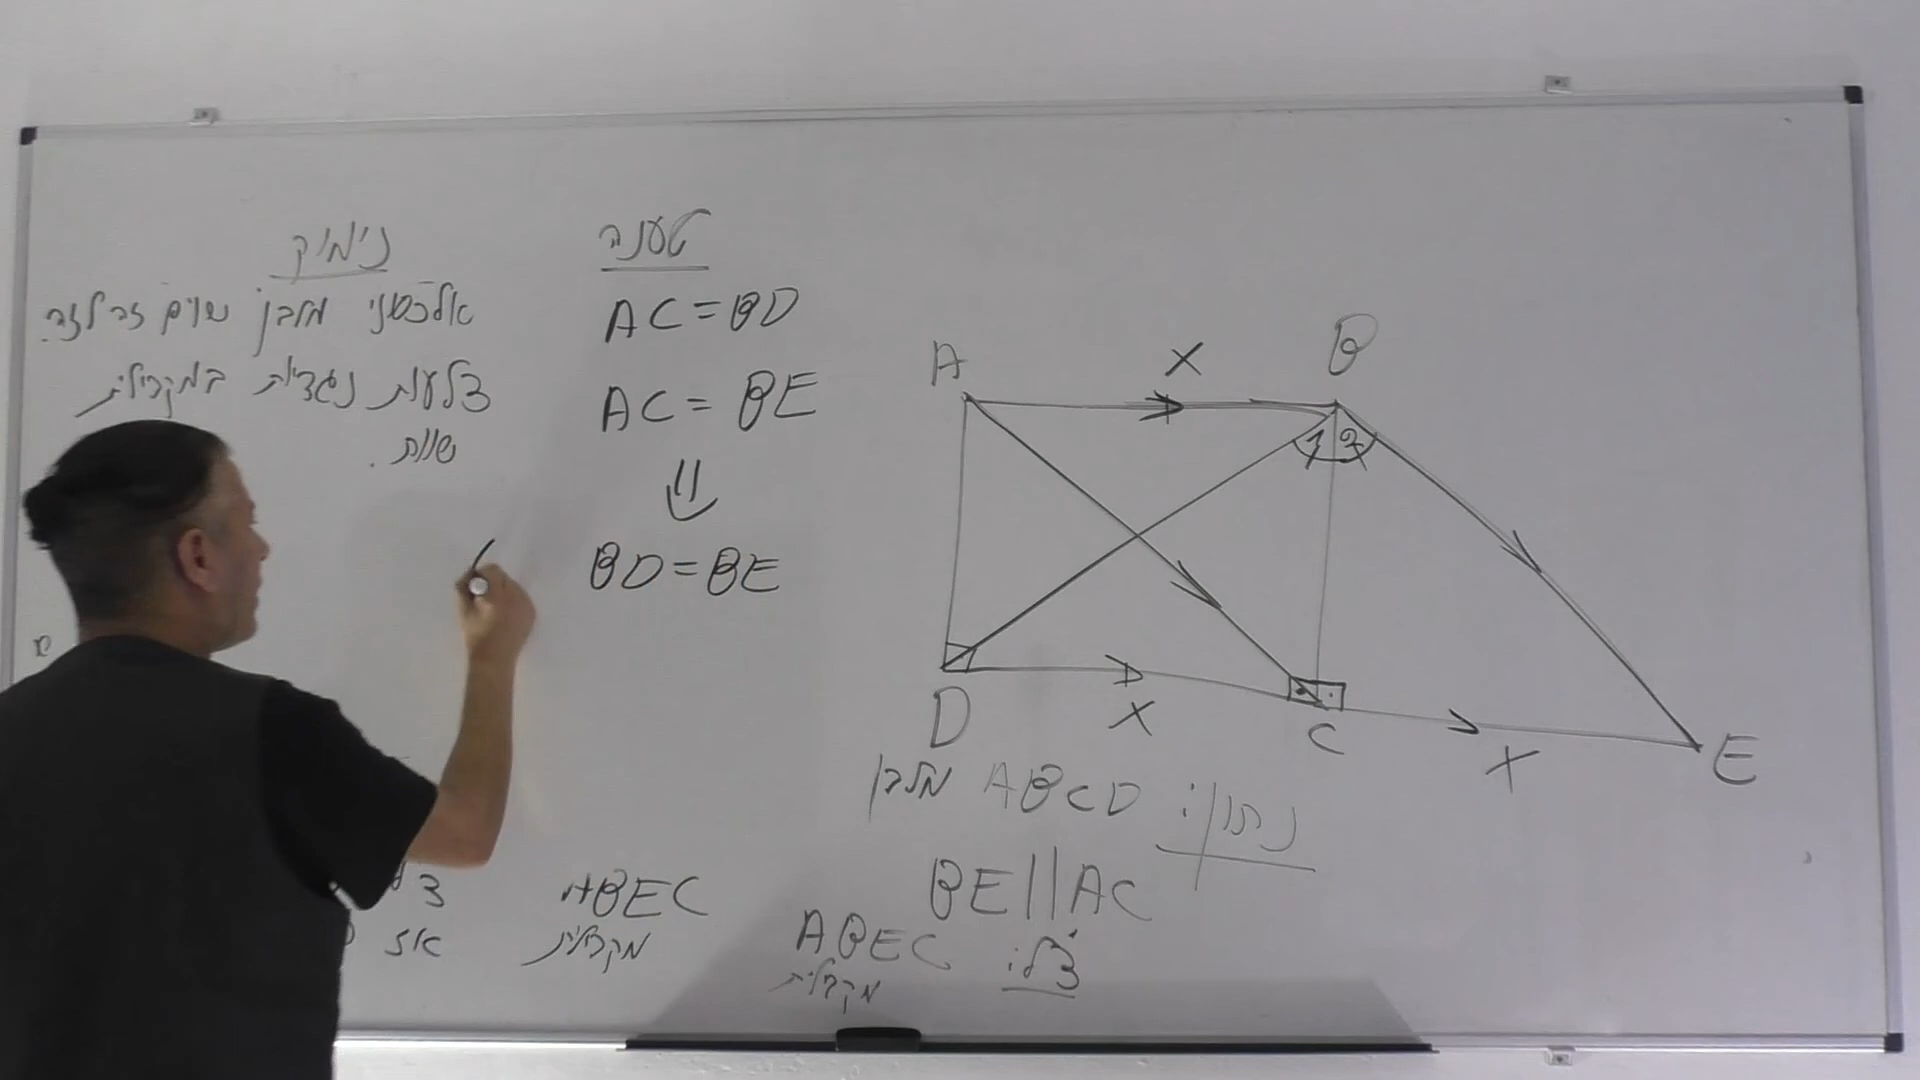 טענה נימוק
AC=BD אלכסוני מלבן שווים זה לזה.
AC=BE צלעות נגדיות במקבילית
שוות.
⇓
BD=BE
A X B
1 2
D X C X E
נתון: ABCD מלבן
BE||AC
צ"ל: ABEC
מקבילית
ABEC
מקבילית אז